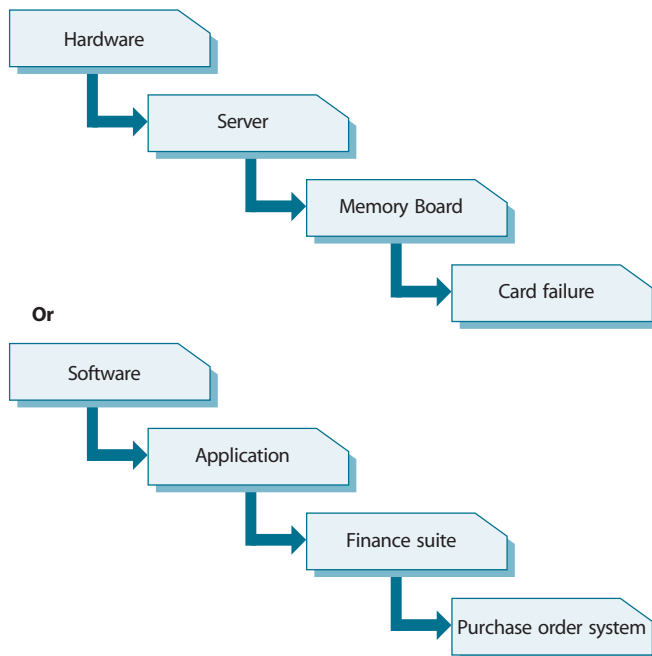 Hardware
Server
Memory Board
Card failure
Or
Software
Application
Finance suite
Purchase order system